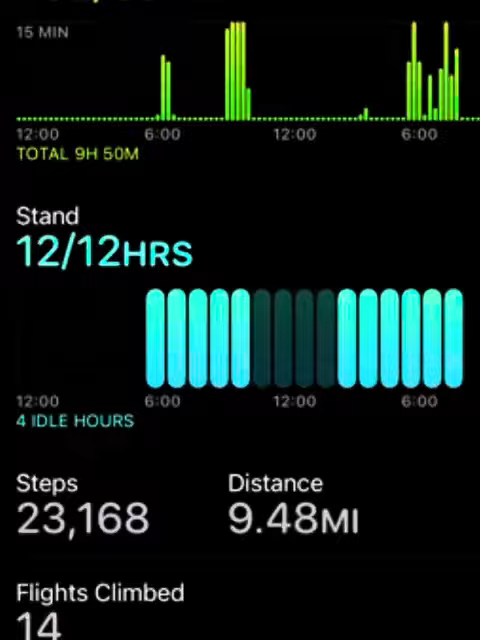 15 MIN
12:00 6:00 12:00 6:00
TOTAL 9H 50M
Stand
12/12HRS
12:00 6:00 12:00 6:00
4 IDLE HOURS
Steps Distance
23,168 9.48MI
Flights Climbed
14